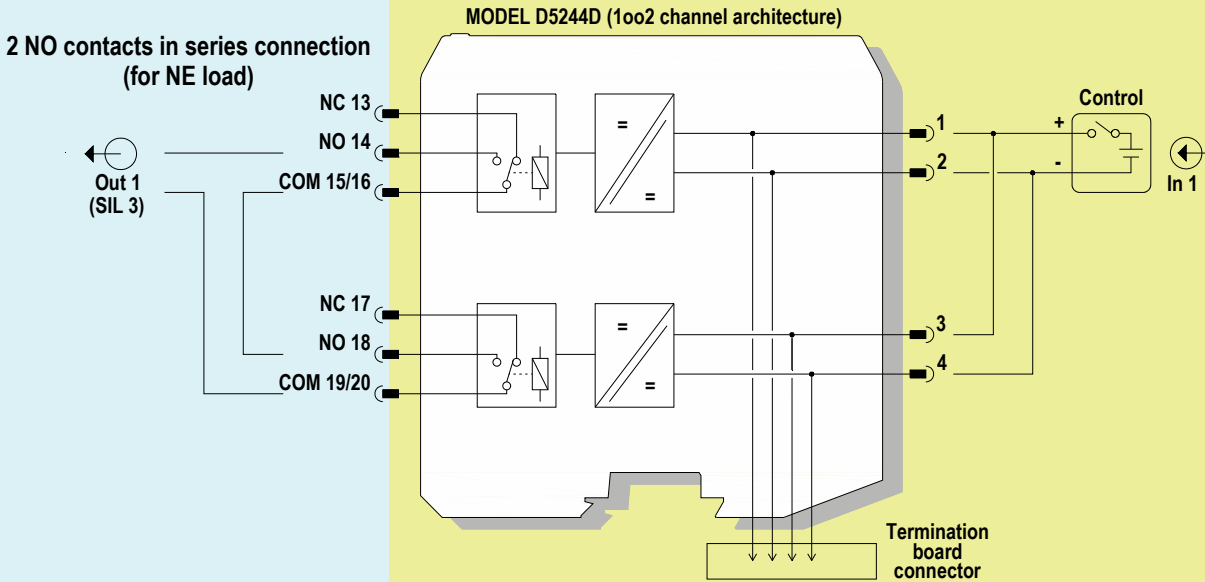 MODEL D5244D (1oo2 channel architecture)
2 NO contacts in series connection
(for NE load)
NC 13
NO 14
COM 15/16
Out 1
(SIL 3)
=
=
1
2
Control
+
-
In 1
NC 17
NO 18
COM 19/20
=
=
3
4
Termination
board
connector